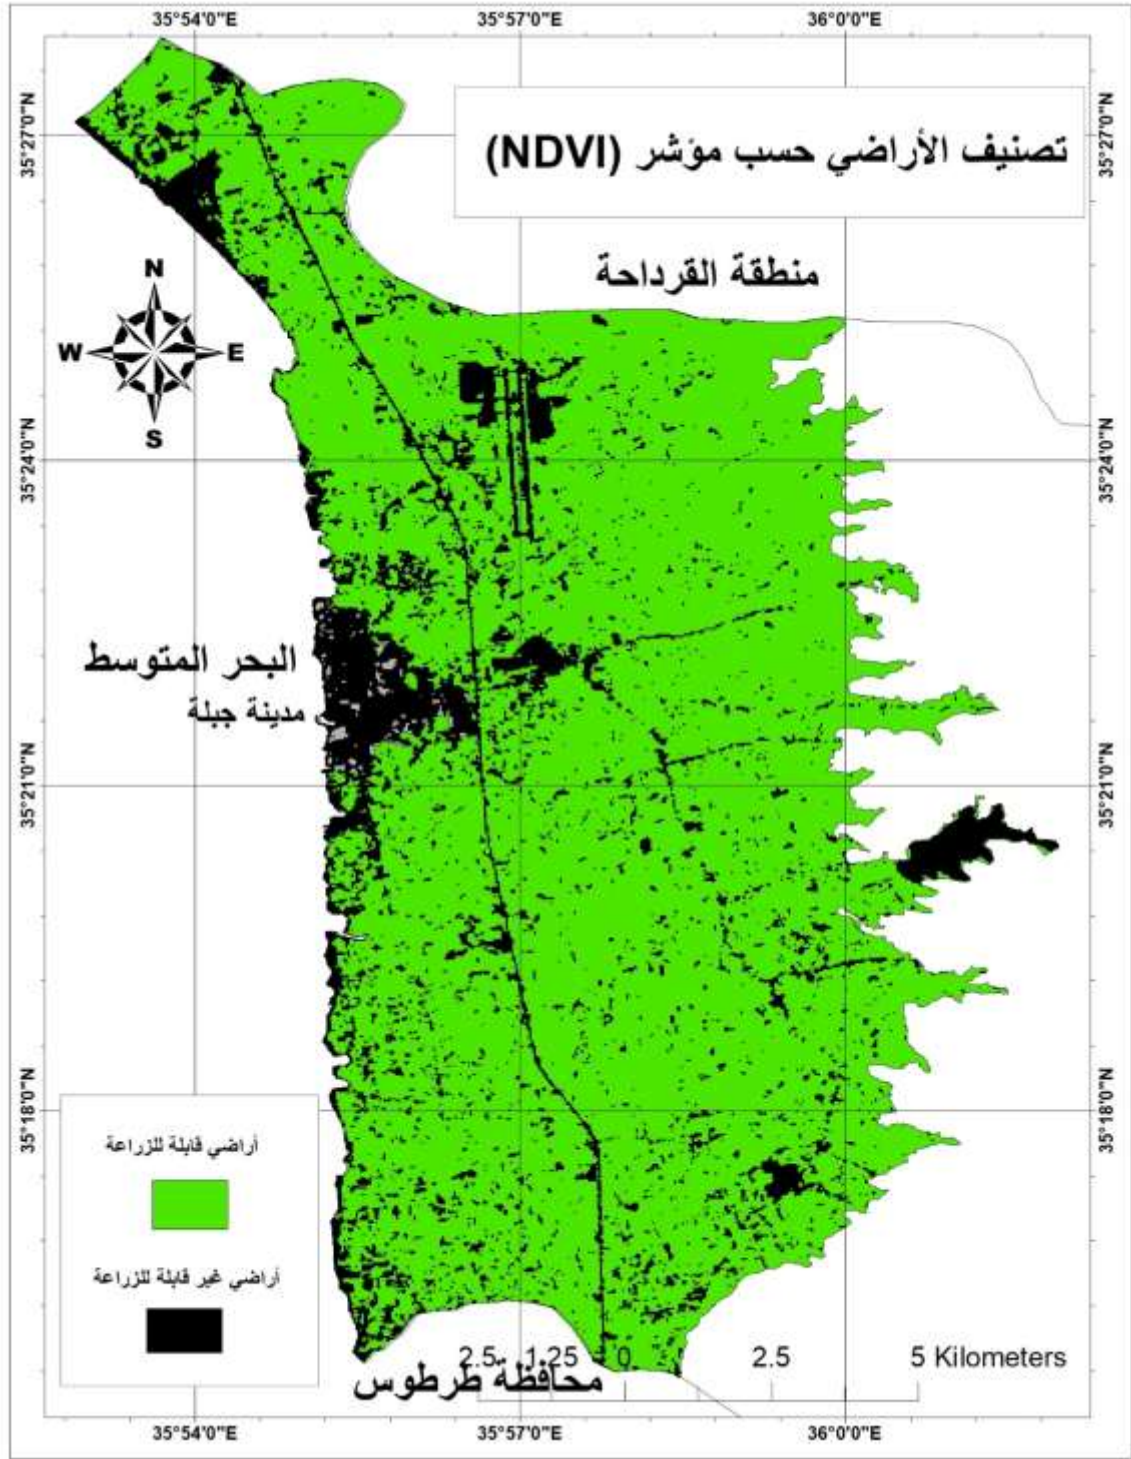 35°54'0"E 35°57'0"E 36°0'0"E
35°27'0"N 35°27'0"N
تصنيف الأراضي حسب مؤشر (NDVI)
منطقة القرداحة
N
W E
S
35°24'0"N 35°24'0"N
البحر المتوسط
مدينة جبلة
35°21'0"N 35°21'0"N
35°18'0"N 35°18'0"N
أراضي قابلة للزراعة
أراضي غير قابلة للزراعة
2.5 1.25 0 2.5 5 Kilometers
محافظة طرطوس
35°54'0"E 35°57'0"E 36°0'0"E